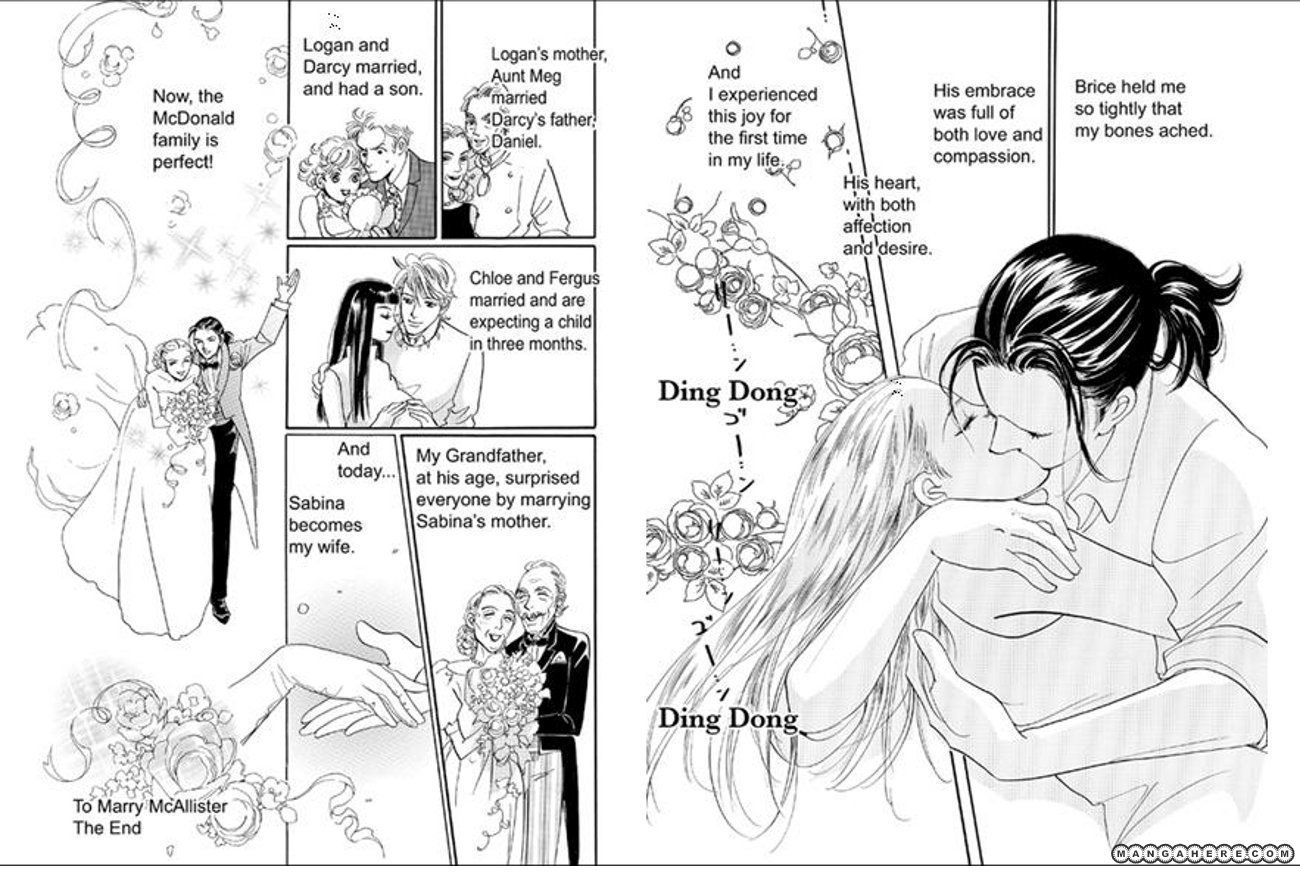 Brice held me
so tightly that
my bones ached.
His embrace
was full of
both love and
compassion.
His heart,
with both
affection
and desire.
And
I experienced
this joy for
the first time
in my life.
Ding Dong
Ding Dong
Logan's mother,
Aunt Meg
married
Darcy's father,
Daniel.
Logan and
Darcy married,
and had a son.
Chloe and Fergus
married and are
expecting a child
in three months.
My Grandfather,
at his age, surprised
everyone by marrying
Sabina's mother.
And
today...
Sabina
becomes
my wife.
Now, the
McDonald
family is
perfect!
To Marry McAllister
The End
MANGAHERE.COM